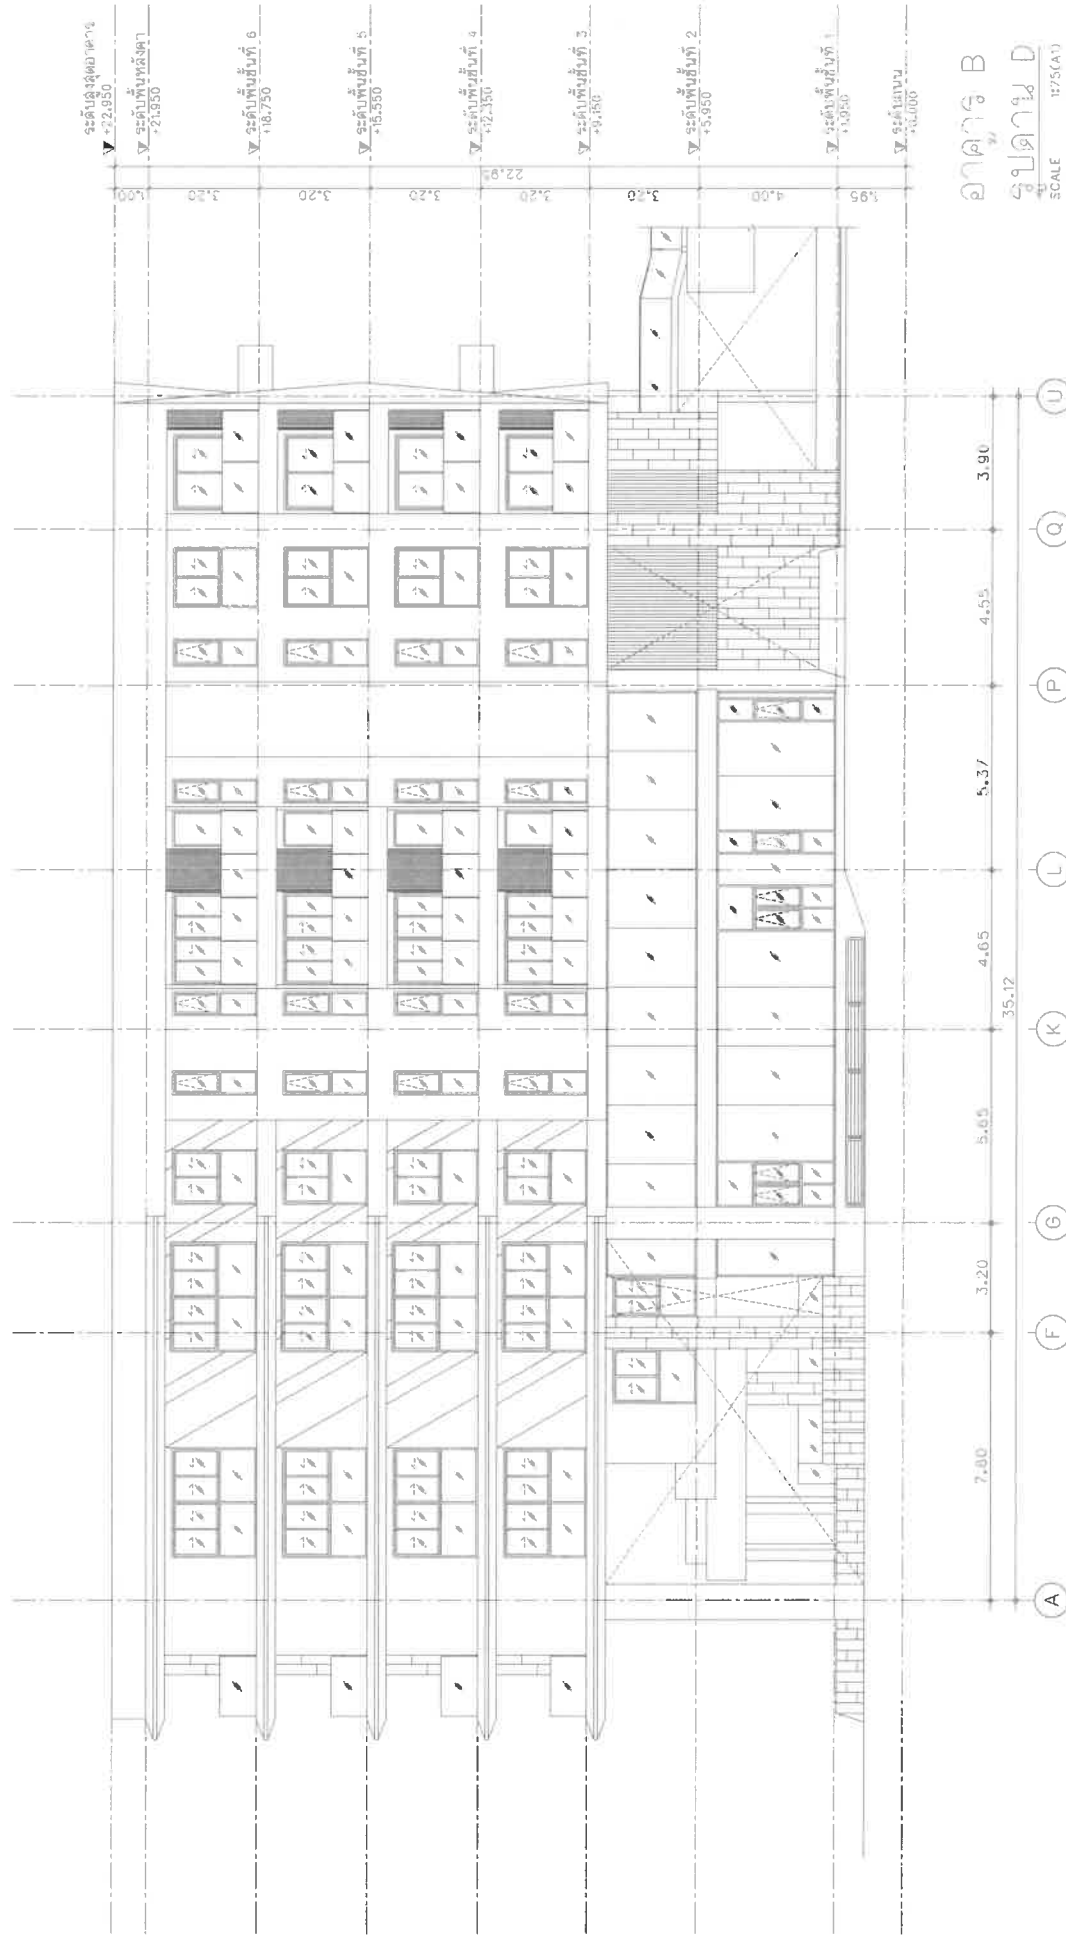 ระดับสูงสุดอาคาร
+22.950
ระดับพื้นหลังคา
+21.950
ระดับพื้นชั้นที่ 6
+18.750
ระดับพื้นชั้นที่ 5
+15.550
ระดับพื้นชั้นที่ 4
+12.350
ระดับพื้นชั้นที่ 3
+9.150
ระดับพื้นชั้นที่ 2
+5.950
ระดับพื้นชั้นที่ 1
+1.950
ระดับถนน
±0.000
1.00
3.20
3.20
3.20
3.20
3.20
4.00
1.95
22.95
7.80
3.20
5.65
4.65
5.37
4.55
3.90
35.12
A
F
G
K
L
P
Q
U
อาคาร B
รูปด้าน D
SCALE 1:75(A1)